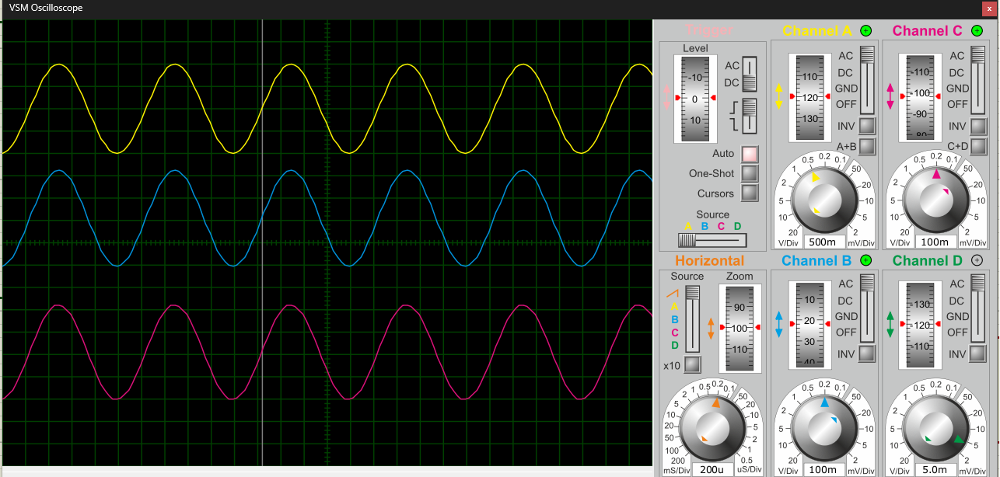 VSM Oscilloscope
x
Trigger
Level
-10
0
10
AC
DC
Auto
One-Shot
Cursors
Source
A B C D
Channel A
110
120
130
AC
DC
GND
OFF
INV
A+B
20 10 5 2 1 0.5 0.2 0.1 50 20 10 5 2
V/Div 500m mV/Div
Channel C
-110
-100
-90
80
AC
DC
GND
OFF
INV
C+D
20 10 5 2 1 0.5 0.2 0.1 50 20 10 5 2
V/Div 100m mV/Div
Horizontal
Source
Zoom
A
B
C
D
x10
90
100
110
200 100 50 20 10 5 2 1 0.5 0.2 0.1 50 20 10 5 2 1 0.5
mS/Div 200u uS/Div
Channel B
10
20
30
40
AC
DC
GND
OFF
INV
20 10 5 2 1 0.5 0.2 0.1 50 20 10 5 2
V/Div 100m mV/Div
Channel D
-130
-120
-110
AC
DC
GND
OFF
INV
20 10 5 2 1 0.5 0.2 0.1 50 20 10 5 2
V/Div 5.0m mV/Div